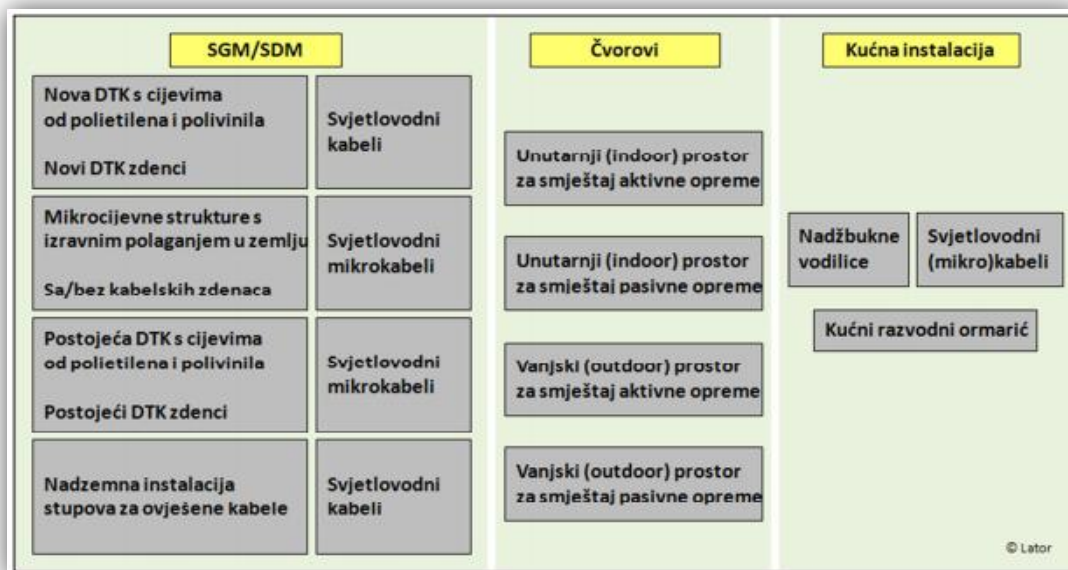 SGM/SDM
Nova DTK s cijevima
od polietilena i polivinila
Novi DTK zdenci
Svjetlovodni
kabeli
Mikrocijevne strukture s
izravnim polaganjem u zemlju
Sa/bez kabelskih zdenaca
Svjetlovodni
mikrokabeli
Postojeća DTK s cijevima
od polietilena i polivinila
Postojeći DTK zdenci
Svjetlovodni
mikrokabeli
Nadzemna instalacija
stupova za ovješene kabele
Svjetlovodni
kabeli
Čvorovi
Unutarnji (indoor) prostor
za smještaj aktivne opreme
Unutarnji (indoor) prostor
za smještaj pasivne opreme
Vanjski (outdoor) prostor
za smještaj aktivne opreme
Vanjski (outdoor) prostor
za smještaj pasivne opreme
Kućna instalacija
Nadžbukne
vodilice
Svjetlovodni
(mikro)kabeli
Kućni razvodni ormarić
© Lator